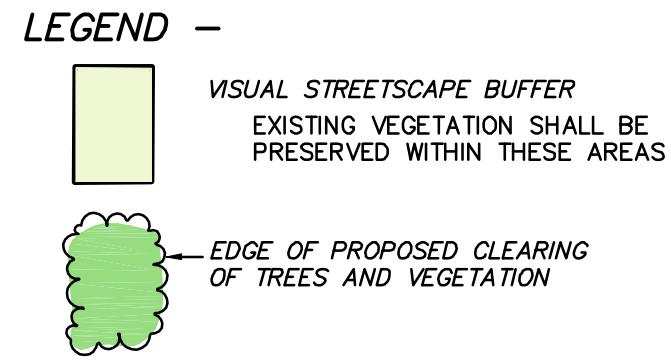 LEGEND -
VISUAL STREETSCAPE BUFFER
EXISTING VEGETATION SHALL BE
PRESERVED WITHIN THESE AREAS
EDGE OF PROPOSED CLEARING
OF TREES AND VEGETATION